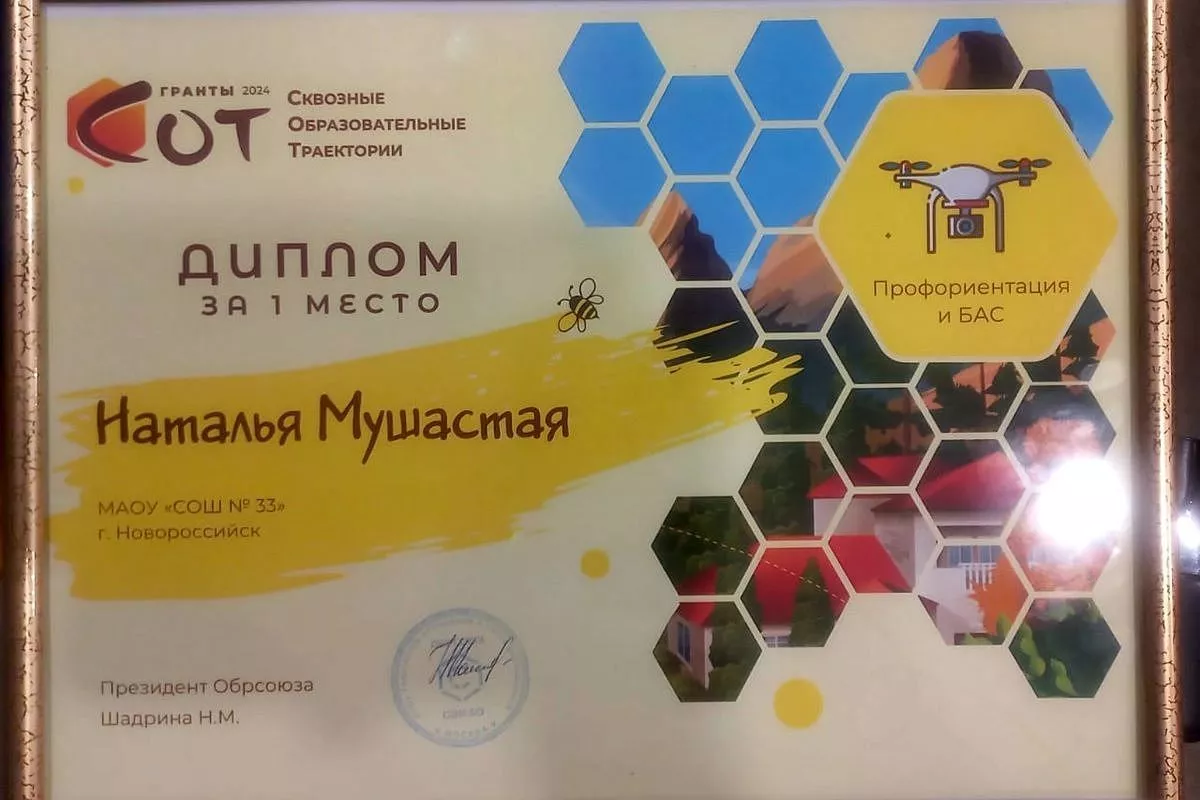 ГРАНТЫ 2024
СОТ
Сквозные
Образовательные
Траектории
ДИПЛОМ
ЗА 1 МЕСТО
Профориентация
и БАС
Наталья Мушастая
МАОУ «СОШ № 33»
г. Новороссийск
Президент Обрсоюза
Шадрина Н.М.